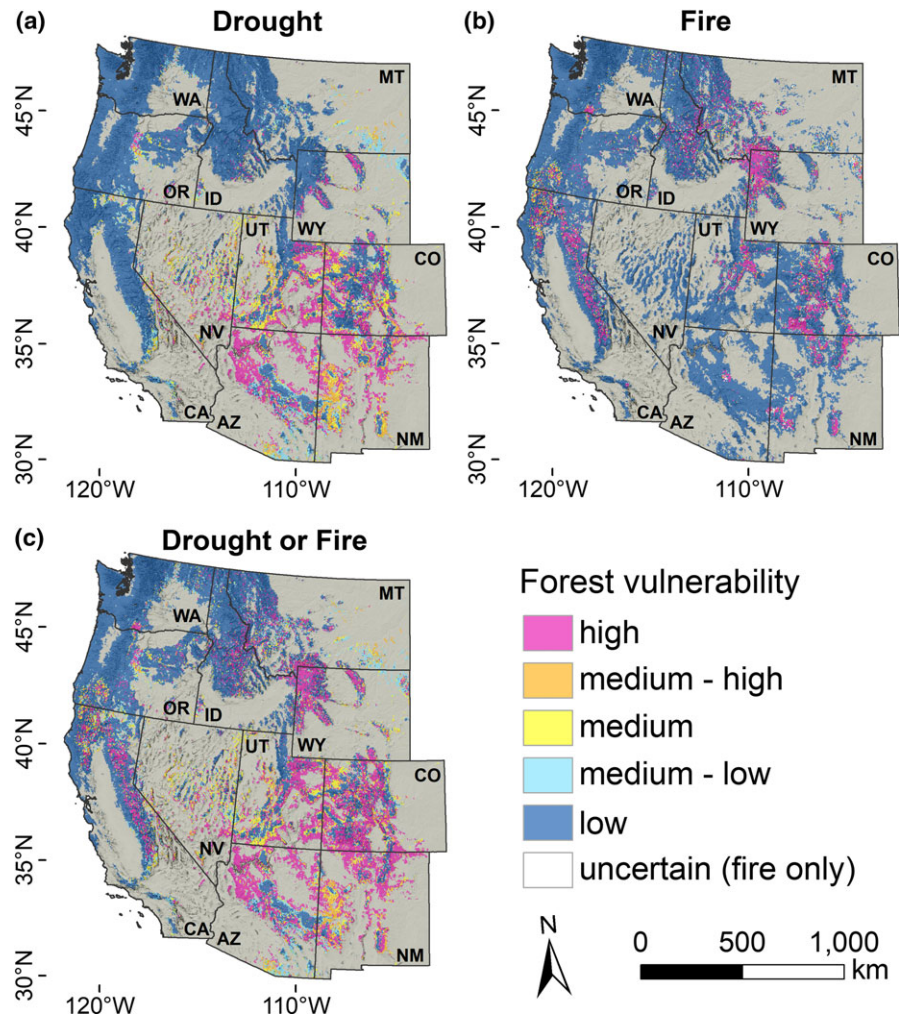 (a) Drought
MT
WA
OR ID
WY
UT
CO
NV
CA AZ
NM
45°N
40°N
35°N
30°N
120°W 110°W
(b) Fire
MT
WA
OR ID
WY
UT
CO
NV
CA AZ
NM
45°N
40°N
35°N
30°N
120°W 110°W
(c) Drought or Fire
MT
WA
OR ID
WY
UT
CO
NV
CA AZ
NM
45°N
40°N
35°N
30°N
120°W 110°W
Forest vulnerability
high
medium - high
medium
medium - low
low
uncertain (fire only)
N
0 500 1,000
km